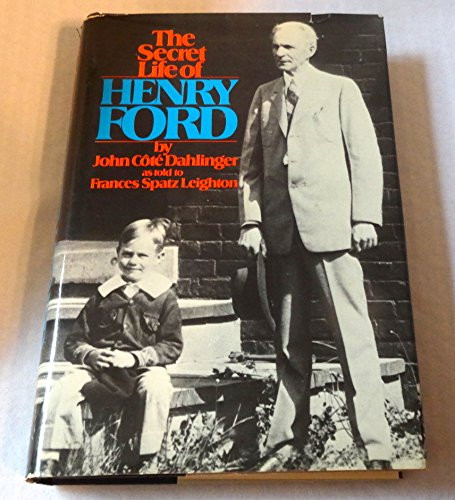 The
Secret
Life of
HENRY
FORD
by
John Côté Dahlinger
as told to
Frances Spatz Leighton